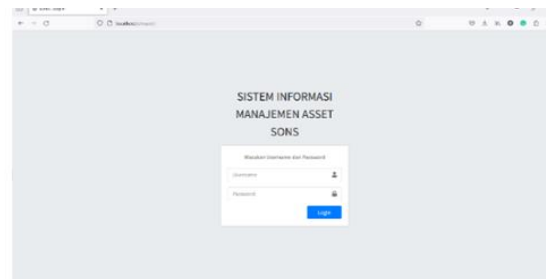 SISTEM INFORMASI
MANAJEMEN ASSET
SONS
Masukan Username dan Password
Username
Password
Login